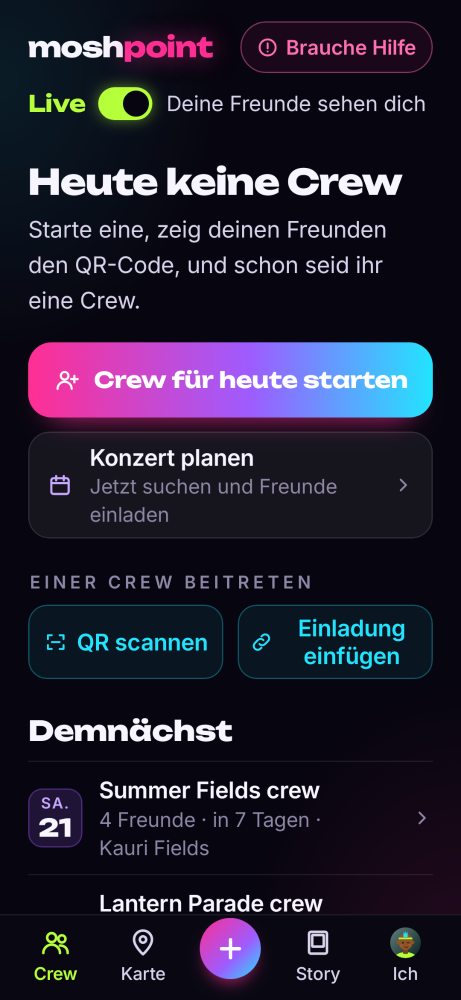 moshpoint
Brauche Hilfe
Live
Deine Freunde sehen dich
Heute keine Crew
Starte eine, zeig deinen Freunden
den QR-Code, und schon seid ihr
eine Crew.
Crew für heute starten
Konzert planen
Jetzt suchen und Freunde
einladen
EINER CREW BEITRETEN
QR scannen
Einladung
einfügen
Demnächst
SA.
21
Summer Fields crew
4 Freunde · in 7 Tagen ·
Kauri Fields
Lantern Parade crew
Crew
Karte
Story
Ich